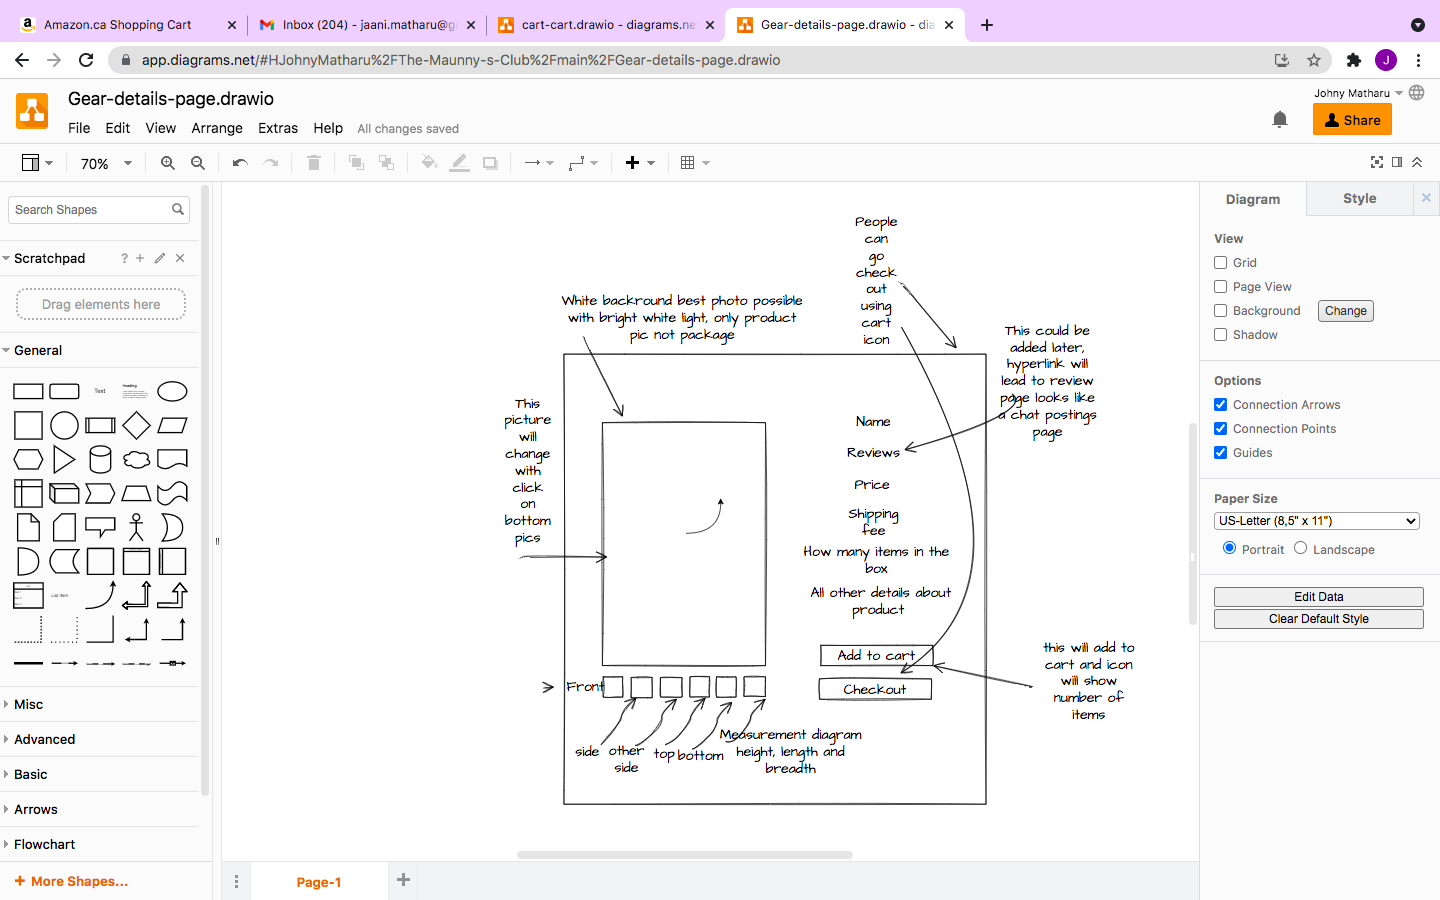 Amazon.ca Shopping Cart
Inbox (204) - jaani.matharu@g
cart-cart.drawio - diagrams.ne
Gear-details-page.drawio - dia
app.diagrams.net/#HJohnyMatharu%2FThe-Maunny-s-Club%2Fmain%2FGear-details-page.drawio
J
Gear-details-page.drawio
File Edit View Arrange Extras Help All changes saved
Johny Matharu
Share
70%
Search Shapes
Scratchpad
?
Drag elements here
General
Text
Heading
List Item
Misc
Advanced
Basic
Arrows
Flowchart
+ More Shapes...
People
can
go
check
out
using
cart
icon
White backround best photo possible
with bright white light, only product
pic not package
This could be
added later,
hyperlink will
lead to review
page looks like
a chat postings
page
This
picture
will
change
with
click
on
bottom
pics
Name
Reviews
Price
Shipping
fee
How many items in the
box
All other details about
product
Add to cart
Checkout
this will add to
cart and icon
will show
number of
items
Front
side
other
side
top
bottom
Measurement diagram
height, length and
breadth
Page-1
Diagram
Style
View
Grid
Page View
Background
Change
Shadow
Options
Connection Arrows
Connection Points
Guides
Paper Size
US-Letter (8,5" x 11")
Portrait
Landscape
Edit Data
Clear Default Style